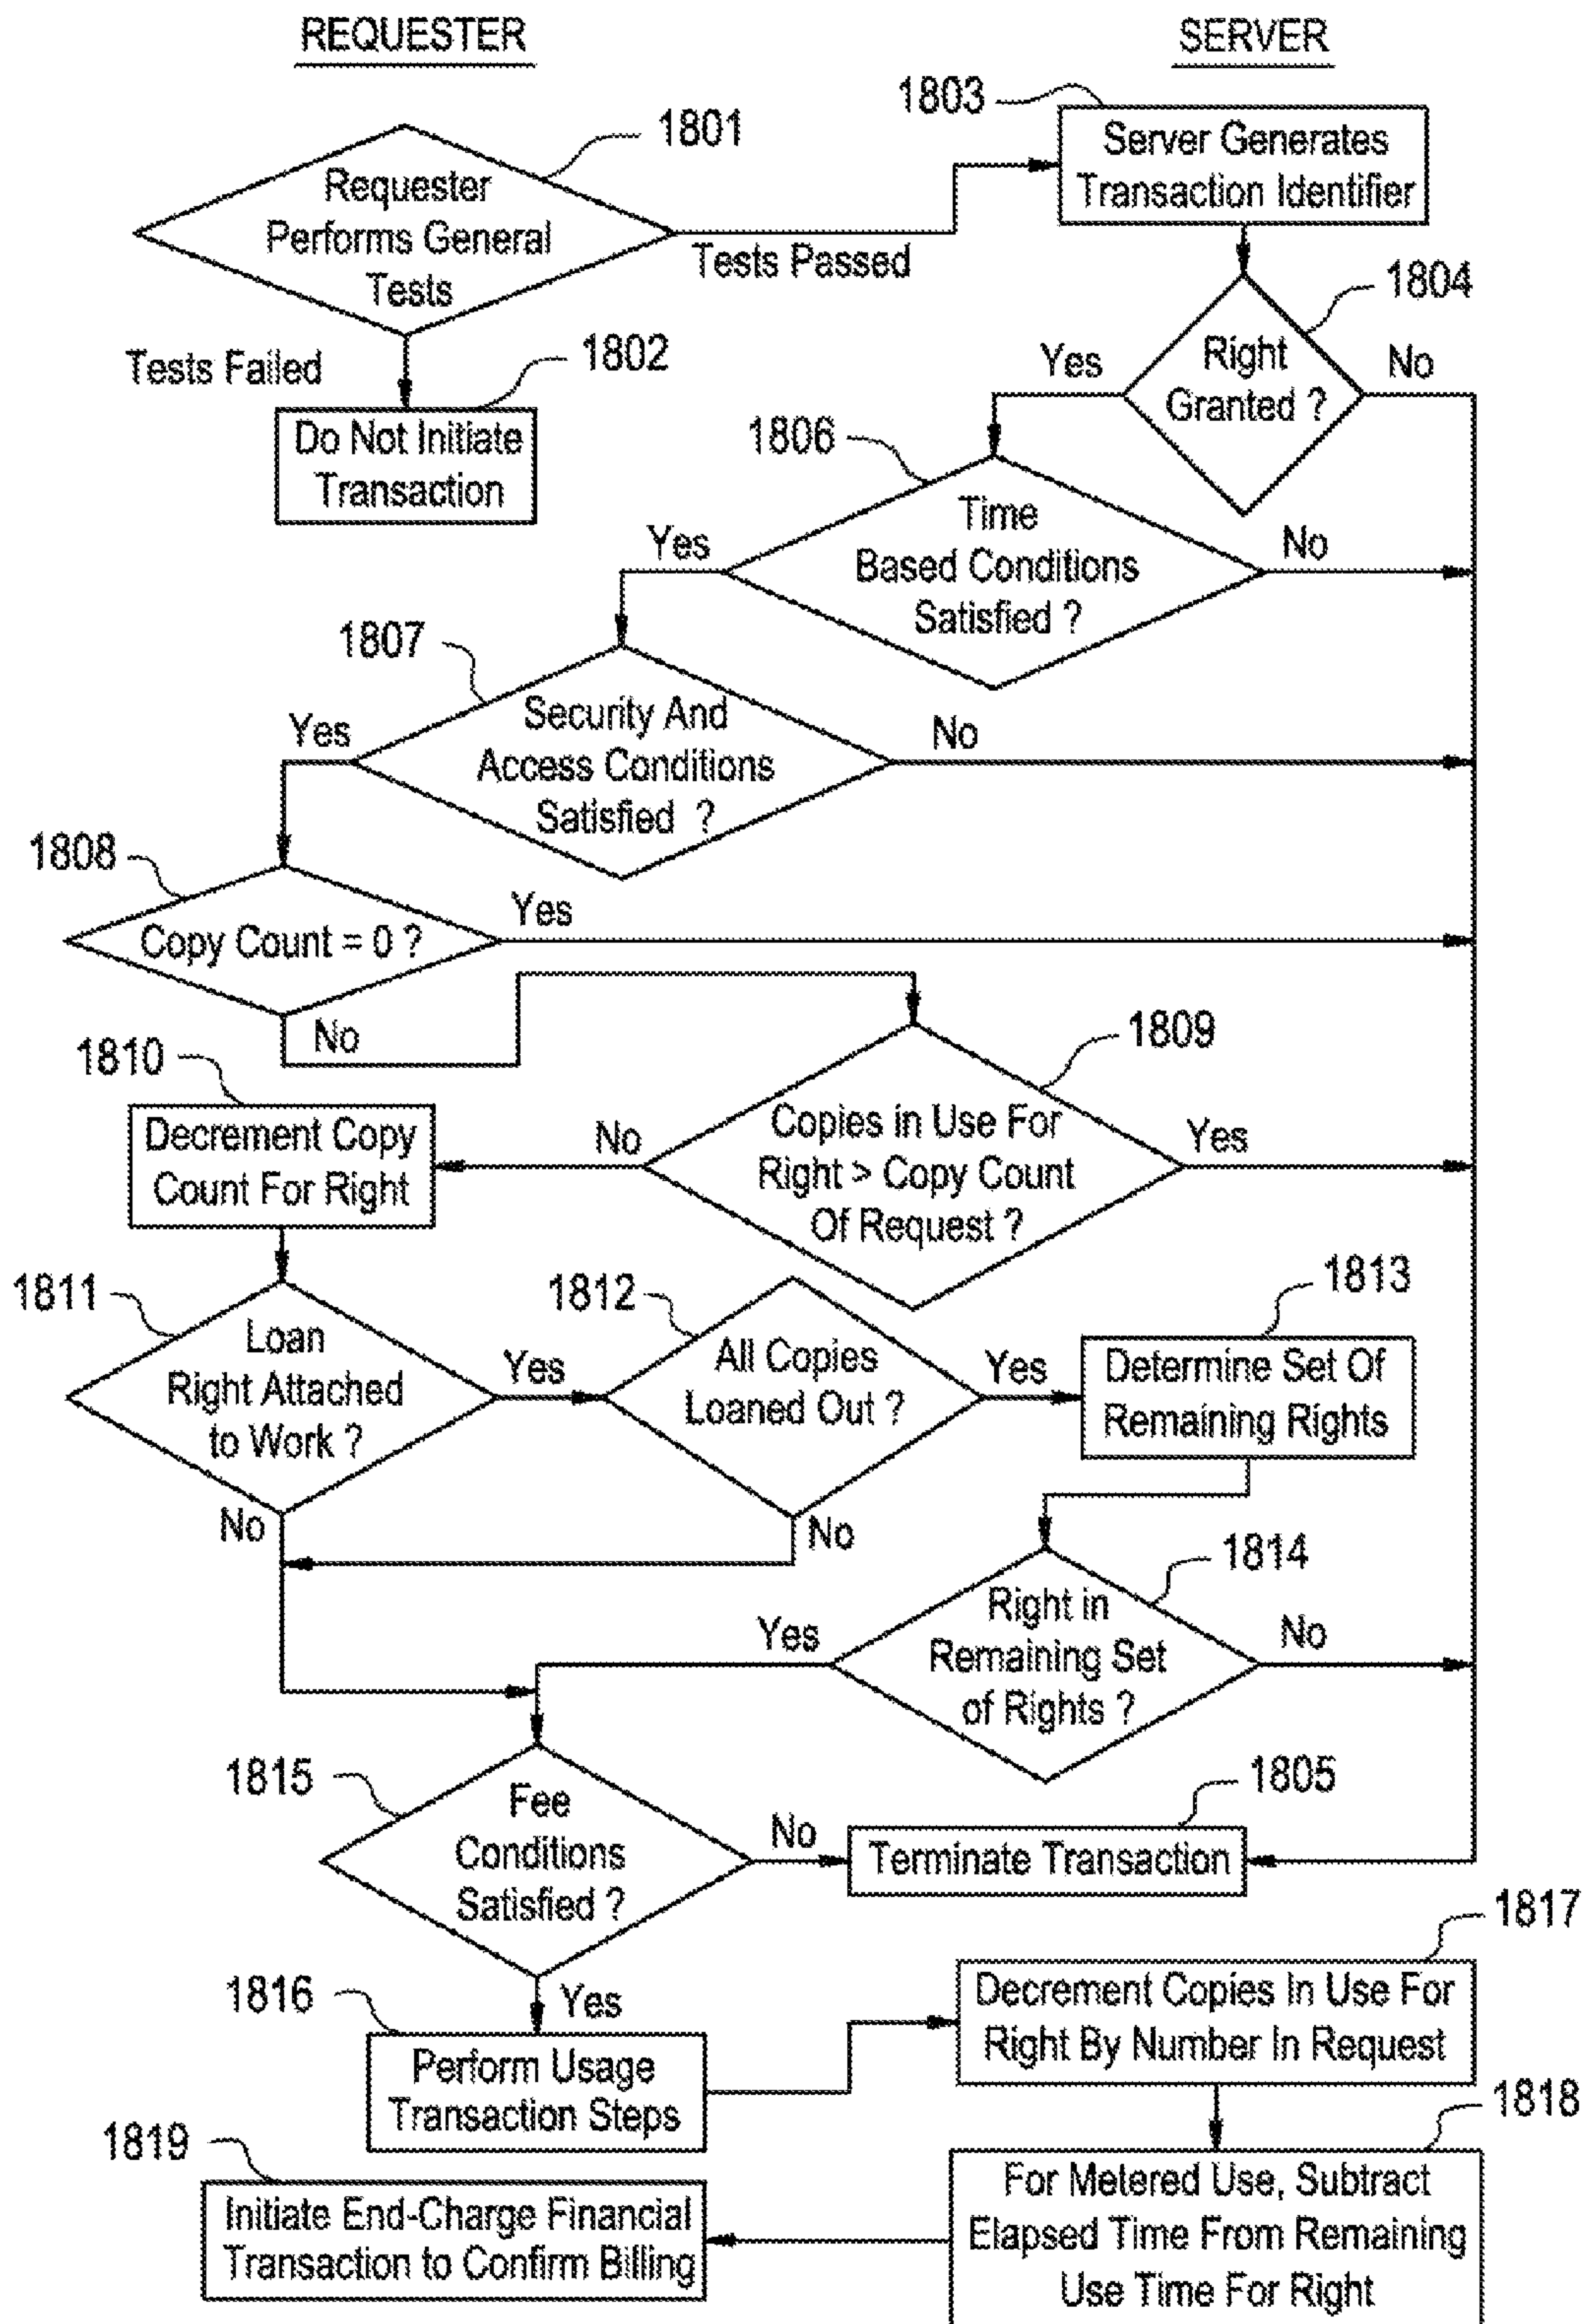 REQUESTER
SERVER
1801
Requester
Performs General
Tests
Tests Passed
Tests Failed
1802
Do Not Initiate
Transaction
1803
Server Generates
Transaction Identifier
1804
Right
Granted ?
Yes
No
1806
Time
Based Conditions
Satisfied ?
Yes
No
1807
Security And
Access Conditions
Satisfied ?
Yes
No
1808
Copy Count = 0 ?
Yes
No
1809
Copies in Use For
Right > Copy Count
Of Request ?
No
Yes
1810
Decrement Copy
Count For Right
1811
Loan
Right Attached
to Work ?
Yes
No
1812
All Copies
Loaned Out ?
Yes
No
1813
Determine Set Of
Remaining Rights
1814
Right in
Remaining Set
of Rights ?
Yes
No
1815
Fee
Conditions
Satisfied ?
No
Yes
1805
Terminate Transaction
1816
Perform Usage
Transaction Steps
1817
Decrement Copies In Use For
Right By Number In Request
1818
For Metered Use, Subtract
Elapsed Time From Remaining
Use Time For Right
1819
Initiate End-Charge Financial
Transaction to Confirm Billing